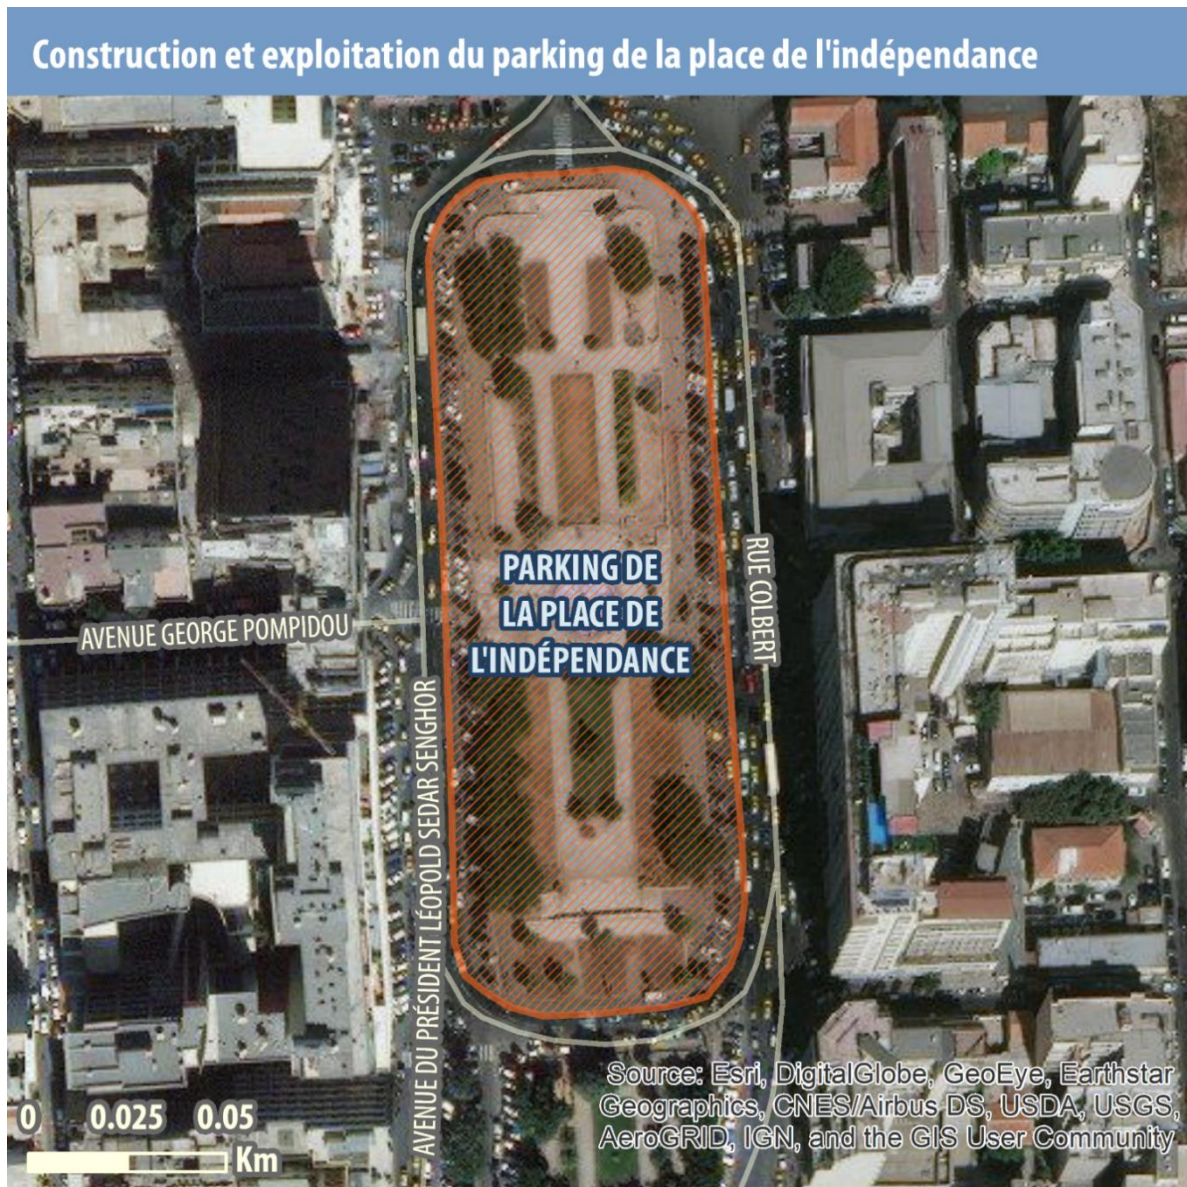 Construction et exploitation du parking de la place de l'indépendance
RUE COLBERT
PARKING DE
LA PLACE DE
L'INDÉPENDANCE
AVENUE GEORGE POMPIDOU
AVENUE DU PRÉSIDENT LÉOPOLD SEDAR SENGHOR
Source: Esri, DigitalGlobe, GeoEye, Earthstar
Geographics, CNES/Airbus DS, USDA, USGS,
AeroGRID, IGN, and the GIS User Community
0 0.025 0.05
Km